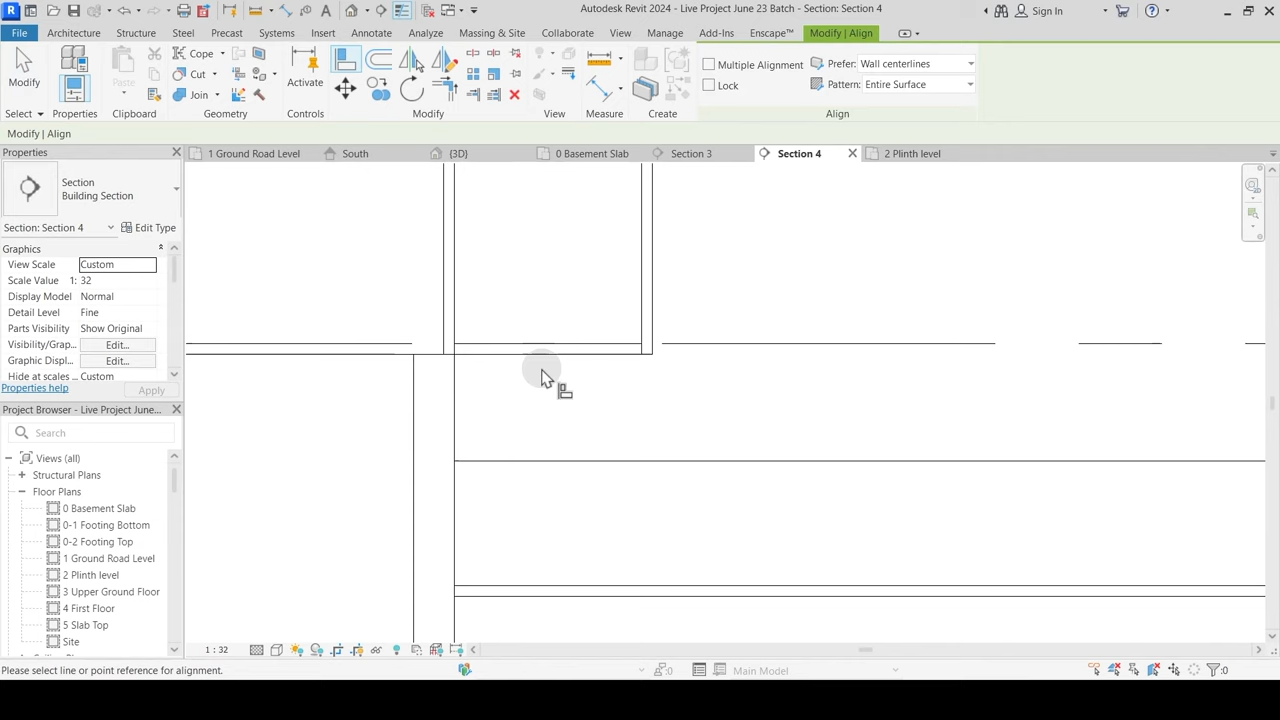 Autodesk Revit 2024 - Live Project June 23 Batch - Section: Section 4
Sign In
File Architecture Structure Steel Precast Systems Insert Annotate Analyze Massing & Site Collaborate View Manage Add-Ins Enscape™ Modify | Align
Modify
Paste
Cope
Cut
Join
Activate
Multiple Alignment
Lock
Prefer: Wall centerlines
Pattern: Entire Surface
Select Properties Clipboard Geometry Controls Modify View Measure Create Align
Modify | Align
Properties
1 Ground Road Level South {3D} 0 Basement Slab Section 3 Section 4 2 Plinth level
Section
Building Section
Section: Section 4 Edit Type
Graphics
View Scale Custom
Scale Value 1: 32
Display Model Normal
Detail Level Fine
Parts Visibility Show Original
Visibility/Grap... Edit...
Graphic Displ... Edit...
Hide at scales ... Custom
Properties help Apply
Project Browser - Live Project June...
Search
Views (all)
Structural Plans
Floor Plans
0 Basement Slab
0-1 Footing Bottom
0-2 Footing Top
1 Ground Road Level
2 Plinth level
3 Upper Ground Floor
4 First Floor
5 Slab Top
Site
1 : 32
Please select line or point reference for alignment.
:0
Main Model
:0